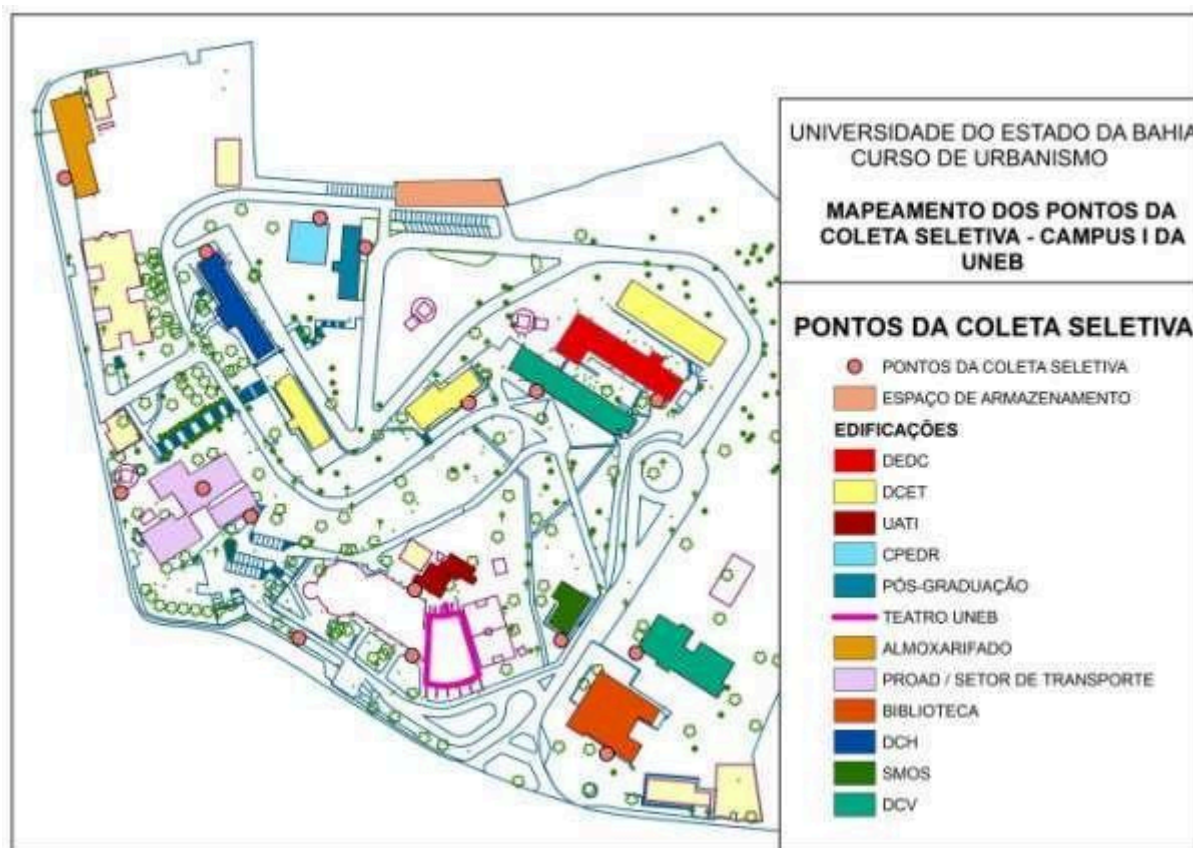 UNIVERSIDADE DO ESTADO DA BAHIA
CURSO DE URBANISMO
MAPEAMENTO DOS PONTOS DA
COLETA SELETIVA - CAMPUS I DA
UNEB
PONTOS DA COLETA SELETIVA
PONTOS DA COLETA SELETIVA
ESPAÇO DE ARMAZENAMENTO
EDIFICAÇÕES
DEDC
DCET
UATI
CPEDR
PÓS-GRADUAÇÃO
TEATRO UNEB
ALMOXARIFADO
PROAD / SETOR DE TRANSPORTE
BIBLIOTECA
DCH
SMOS
DCV